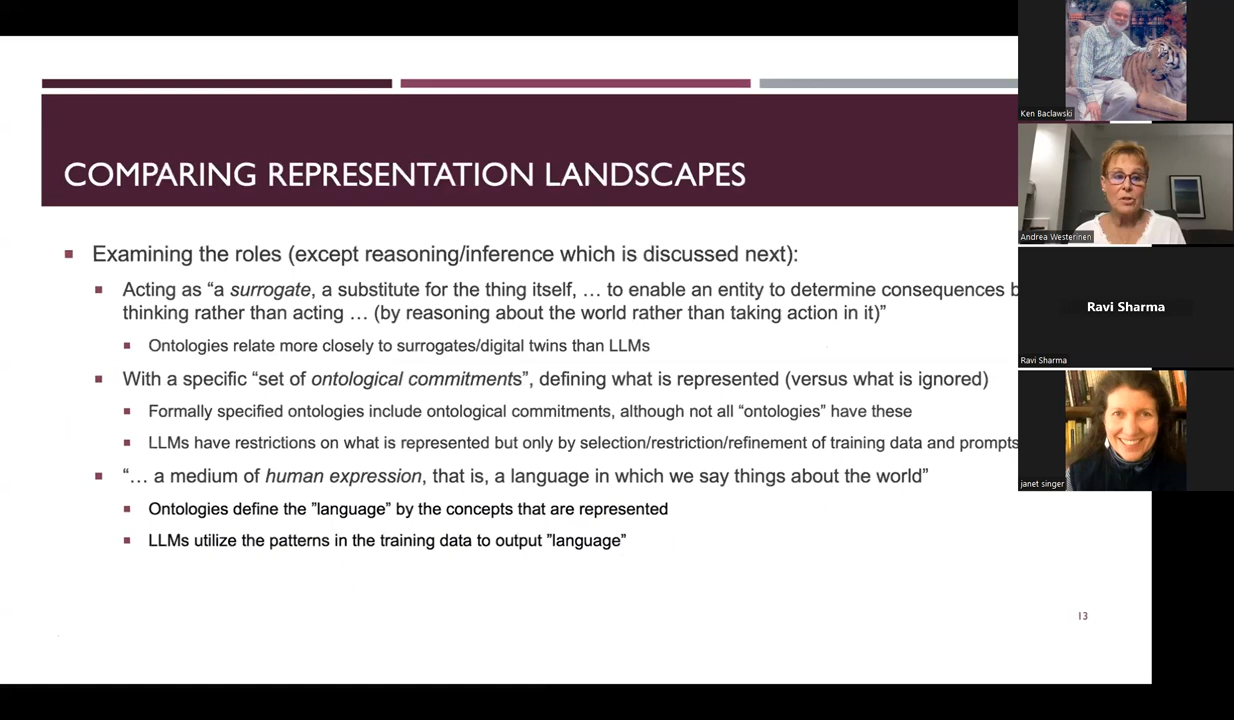 COMPARING REPRESENTATION LANDSCAPES
Examining the roles (except reasoning/inference which is discussed next):
Acting as “a surrogate, a substitute for the thing itself, … to enable an entity to determine consequences
thinking rather than acting … (by reasoning about the world rather than taking action in it)”
Ontologies relate more closely to surrogates/digital twins than LLMs
With a specific “set of ontological commitments”, defining what is represented (versus what is ignored)
Formally specified ontologies include ontological commitments, although not all “ontologies” have these
LLMs have restrictions on what is represented but only by selection/restriction/refinement of training data and prompts
“… a medium of human expression, that is, a language in which we say things about the world”
Ontologies define the ”language” by the concepts that are represented
LLMs utilize the patterns in the training data to output ”language”
13
Ken Baclawski
Andrea Westerinen
Ravi Sharma
Ravi Sharma
janet singer